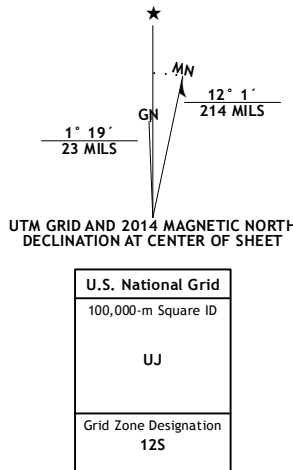 MN
GN
12° 1´
214 MILS
1° 19´
23 MILS
UTM GRID AND 2014 MAGNETIC NORTH
DECLINATION AT CENTER OF SHEET
U.S. National Grid
100,000-m Square ID
UJ
Grid Zone Designation
12S